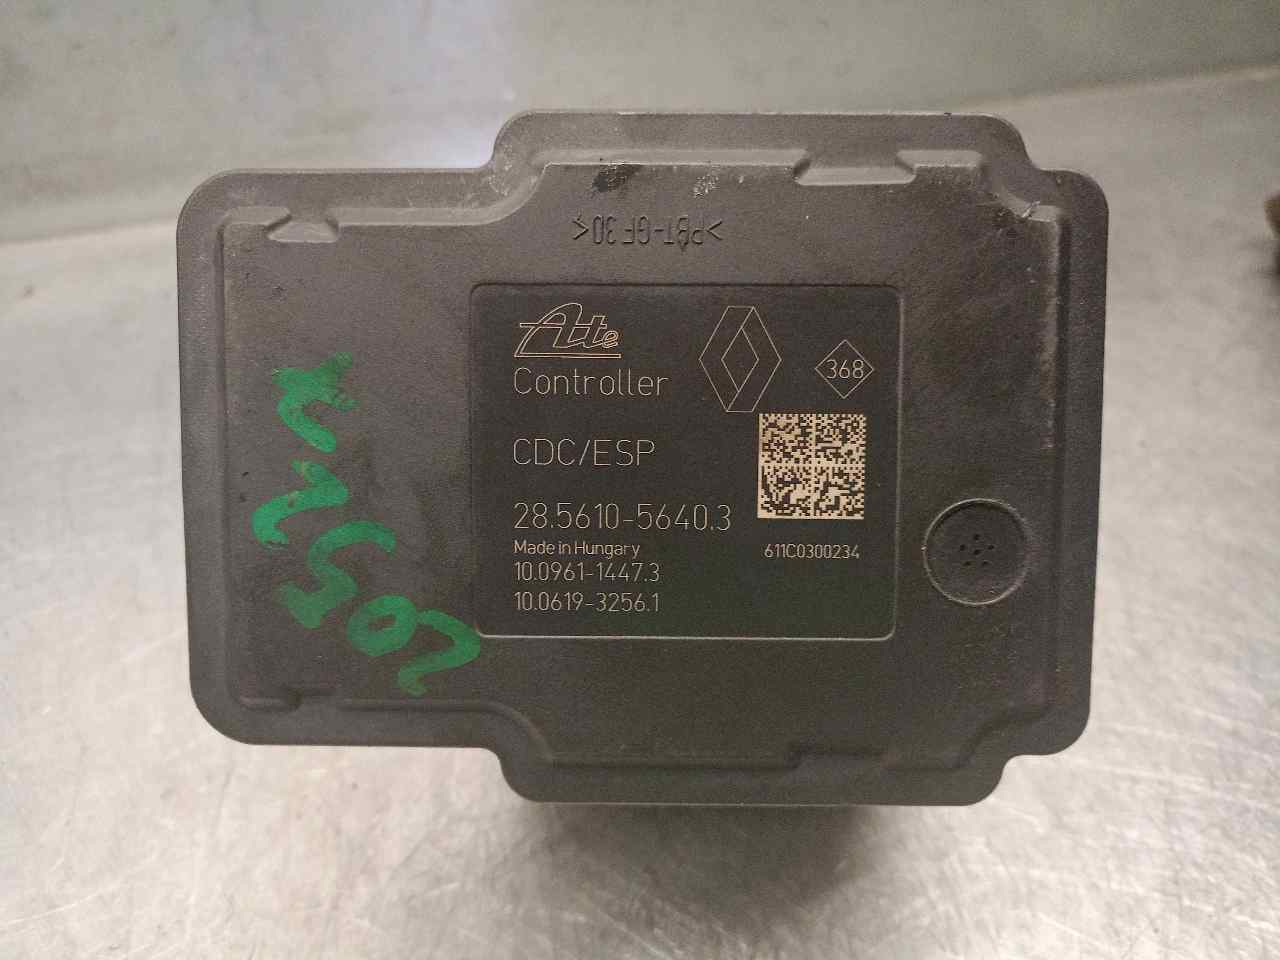 >PBT-GF30<
Ate
Controller
368
CDC/ESP
28.5610-5640.3
Made in Hungary
611C0300234
10.0961-1447.3
10.0619-3256.1